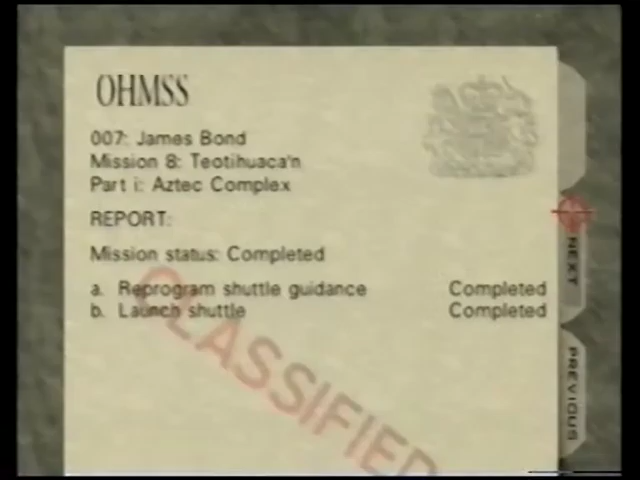 OHMSS
007: James Bond
Mission 8: Teotihuaca'n
Part i: Aztec Complex
REPORT:
Mission status: Completed
a. Reprogram shuttle guidance Completed
b. Launch shuttle Completed
CLASSIFIED
NEXT
PREVIOUS